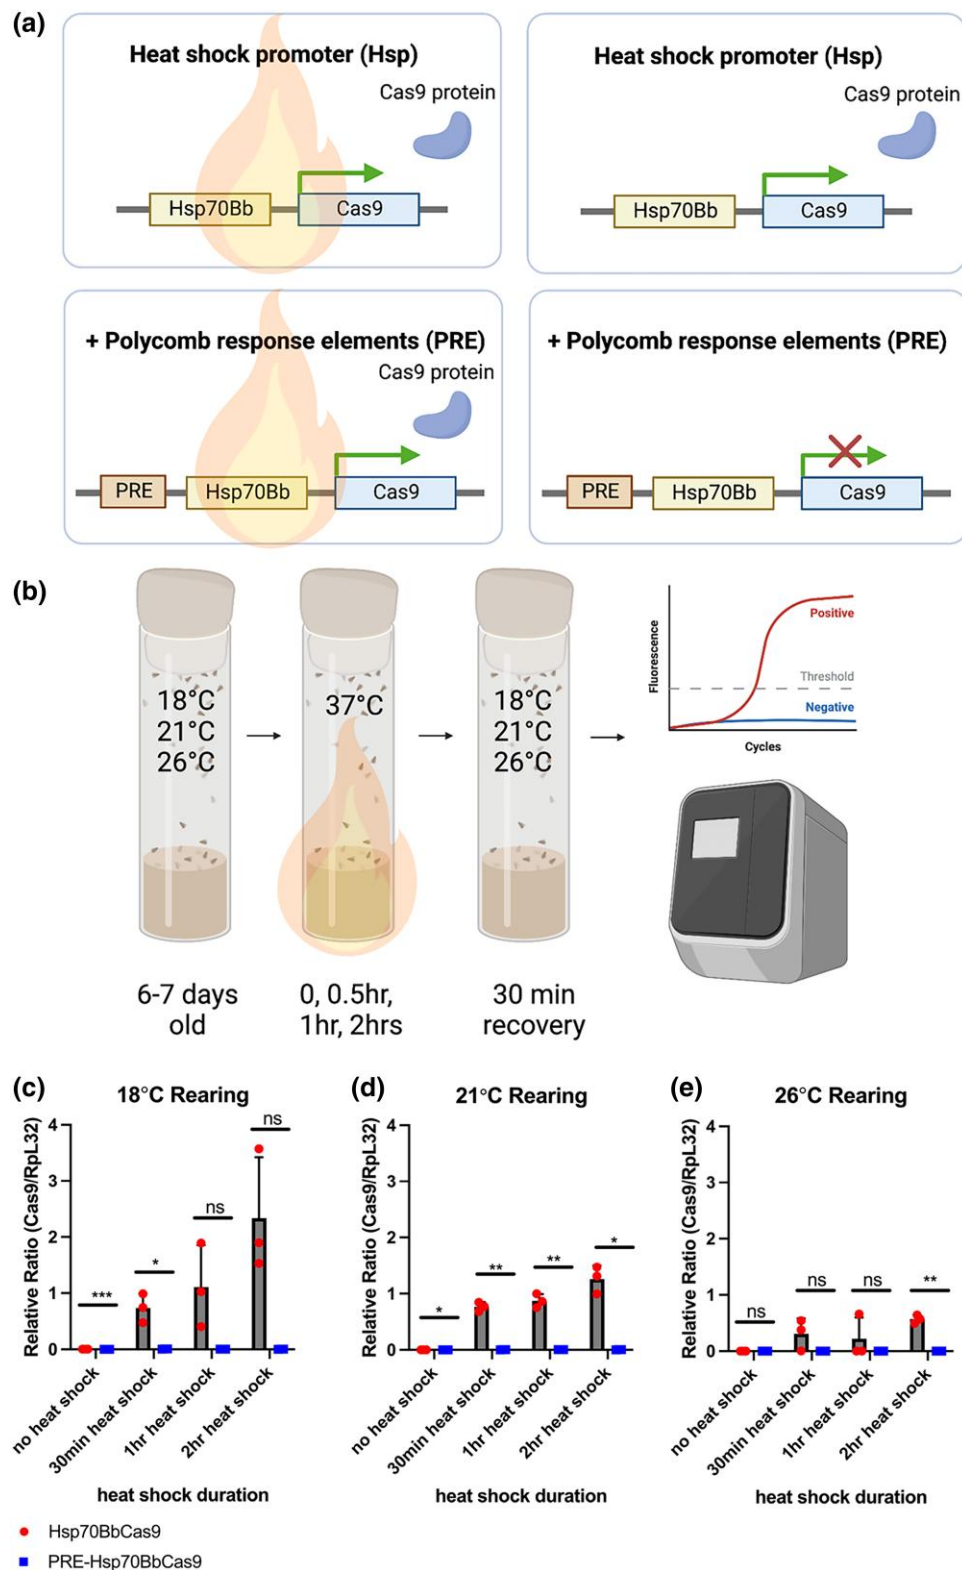 (a)
Heat shock promoter (Hsp)
Cas9 protein
Hsp70Bb
Cas9
Heat shock promoter (Hsp)
Cas9 protein
Hsp70Bb
Cas9
+ Polycomb response elements (PRE)
Cas9 protein
PRE
Hsp70Bb
Cas9
+ Polycomb response elements (PRE)
PRE
Hsp70Bb
Cas9
(b)
18°C
21°C
26°C
37°C
18°C
21°C
26°C
Fluorescence
Positive
Threshold
Negative
Cycles
6-7 days
old
0, 0.5hr,
1hr, 2hrs
30 min
recovery
(c)
18°C Rearing
Relative Ratio (Cas9/RpL32)
4
3
2
1
0
***
*
ns
ns
no heat shock
30min heat shock
1hr heat shock
2hr heat shock
heat shock duration
(d)
21°C Rearing
Relative Ratio (Cas9/RpL32)
4
3
2
1
0
*
**
**
*
no heat shock
30min heat shock
1hr heat shock
2hr heat shock
heat shock duration
(e)
26°C Rearing
Relative Ratio (Cas9/RpL32)
4
3
2
1
0
ns
ns
ns
**
no heat shock
30min heat shock
1hr heat shock
2hr heat shock
heat shock duration
Hsp70BbCas9
PRE-Hsp70BbCas9